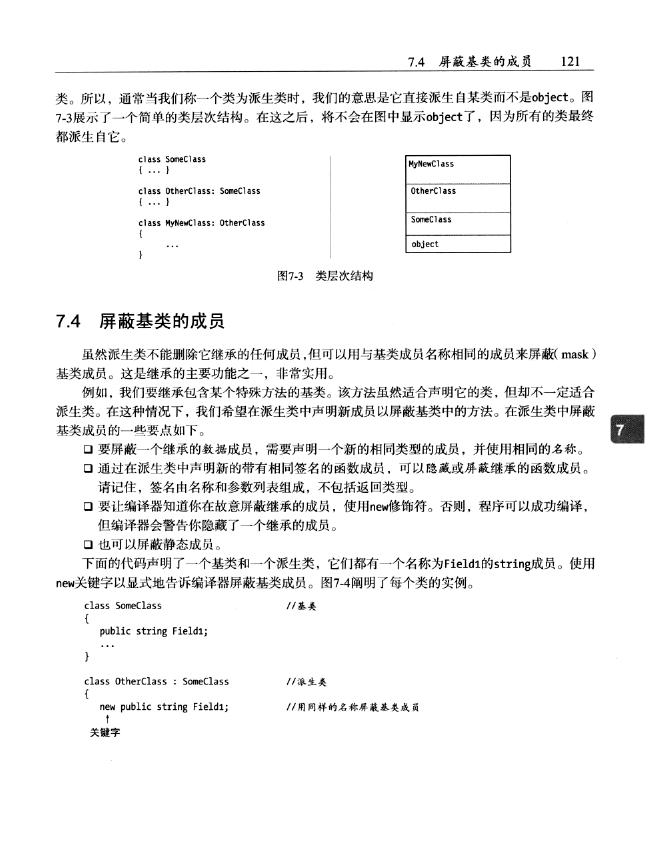 7.4 屏蔽基类的成员 121
类。所以，通常当我们称一个类为派生类时，我们的意思是它直接派生自某类而不是object。图
7-3展示了一个简单的类层次结构。在这之后，将不会在图中显示object了，因为所有的类最终
都派生自它。
class SomeClass
{ ... }
class OtherClass: SomeClass
{ ... }
class MyNewClass: OtherClass
{
...
}
MyNewClass
OtherClass
SomeClass
object
图7-3 类层次结构
7.4 屏蔽基类的成员
虽然派生类不能删除它继承的任何成员,但可以用与基类成员名称相同的成员来屏蔽( mask )
基类成员。这是继承的主要功能之一，非常实用。
例如，我们要继承包含某个特殊方法的基类。该方法虽然适合声明它的类，但却不一定适合
派生类。在这种情况下，我们希望在派生类中声明新成员以屏蔽基类中的方法。在派生类中屏蔽
基类成员的一些要点如下。
7
❑ 要屏蔽一个继承的数据成员，需要声明一个新的相同类型的成员，并使用相同的名称。
❑ 通过在派生类中声明新的带有相同签名的函数成员，可以隐藏或屏蔽继承的函数成员。
请记住，签名由名称和参数列表组成，不包括返回类型。
❑ 要让编译器知道你在故意屏蔽继承的成员，使用new修饰符。否则，程序可以成功编译，
但编译器会警告你隐藏了一个继承的成员。
❑ 也可以屏蔽静态成员。
下面的代码声明了一个基类和一个派生类，它们都有一个名称为Field1的string成员。使用
new关键字以显式地告诉编译器屏蔽基类成员。图7-4阐明了每个类的实例。
class SomeClass //基类
{
public string Field1;
...
}
class OtherClass : SomeClass //派生类
{
new public string Field1; //用同样的名称屏蔽基类成员
↑
关键字